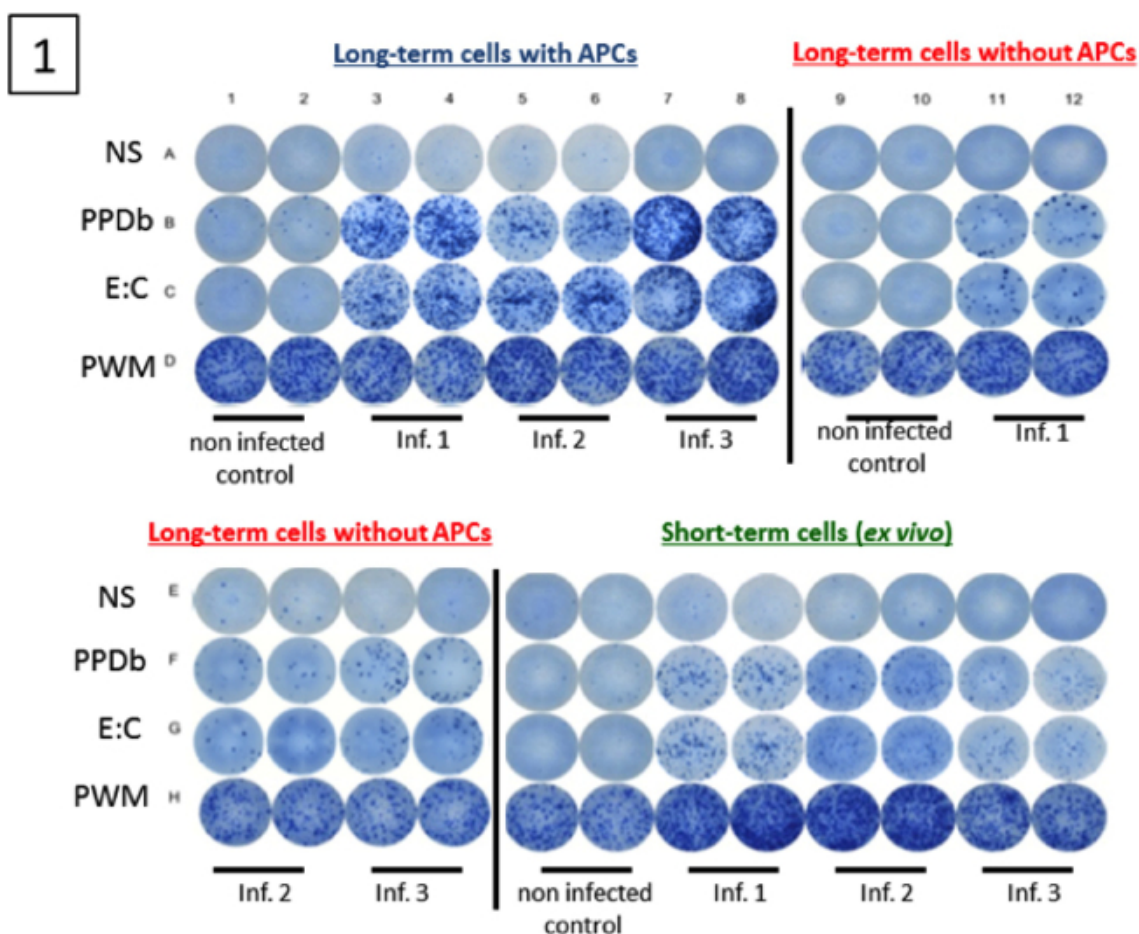 1
Long-term cells with APCs
Long-term cells without APCs
1 2 3 4 5 6 7 8 9 10 11 12
NS A
PPDb B
E:C C
PWM D
non infected control
Inf. 1
Inf. 2
Inf. 3
non infected control
Inf. 1
Long-term cells without APCs
Short-term cells (ex vivo)
NS E
PPDb F
E:C G
PWM H
Inf. 2
Inf. 3
non infected control
Inf. 1
Inf. 2
Inf. 3